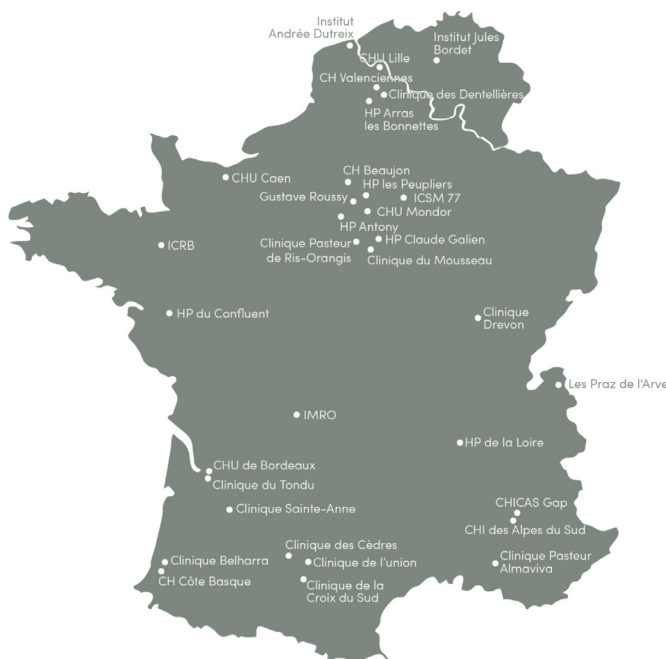 Institut
Andrée Dutreix
Institut Jules
Bordet
CHU Lille
CH Valenciennes
Clinique des Dentellières
HP Arras
les Bonnettes
CH Beaujon
CHU Caen
HP les Peupliers
Gustave Roussy
ICSM 77
CHU Mondor
HP Antony
Clinique Pasteur
de Ris-Orangis
HP Claude Galien
Clinique du Mousseau
ICRB
HP du Confluent
Clinique
Drevon
Les Praz de l'Arve
IMRO
HP de la Loire
CHU de Bordeaux
Clinique du Tondu
Clinique Sainte-Anne
CHICAS Gap
CHI des Alpes du Sud
Clinique des Cèdres
Clinique Belharra
Clinique de l'union
Clinique Pasteur
Almaviva
CH Côte Basque
Clinique de la
Croix du Sud